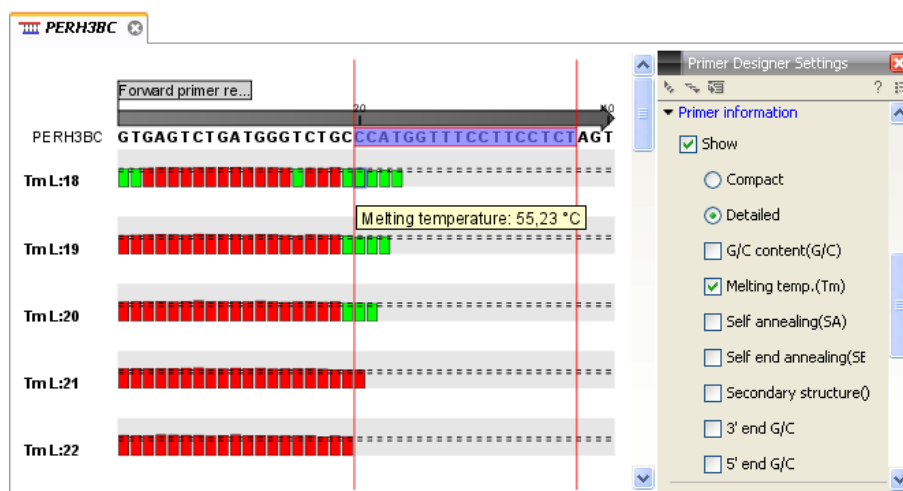 PERH3BC
Forward primer re...
20
PERH3BC GTGAGTCTGATGGGTCTGCCCATGGTTTCCTTCCTCTAGT
Tm L:18
Melting temperature: 55,23 °C
Tm L:19
Tm L:20
Tm L:21
Tm L:22
Primer Designer Settings
?
Primer information
Show
Compact
Detailed
G/C content(G/C)
Melting temp.(Tm)
Self annealing(SA)
Self end annealing(SE
Secondary structure()
3' end G/C
5' end G/C